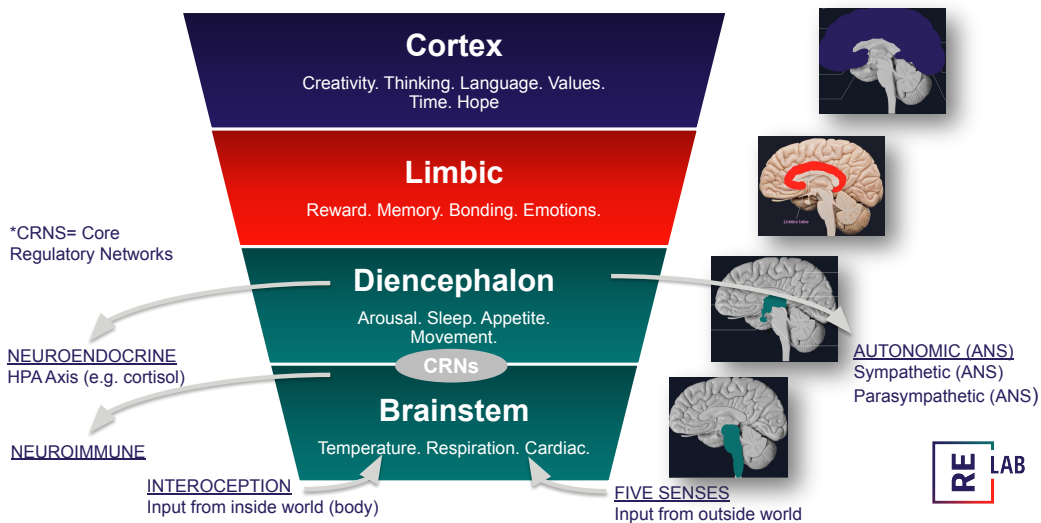 Cortex
Creativity. Thinking. Language. Values.
Time. Hope
Limbic
Reward. Memory. Bonding. Emotions.
Limbic lobe
*CRNS= Core
Regulatory Networks
Diencephalon
Arousal. Sleep. Appetite.
Movement.
NEUROENDOCRINE
HPA Axis (e.g. cortisol)
AUTONOMIC (ANS)
Sympathetic (ANS)
Parasympathetic (ANS)
CRNs
Brainstem
Temperature. Respiration. Cardiac.
NEUROIMMUNE
INTEROCEPTION
Input from inside world (body)
FIVE SENSES
Input from outside world
RE LAB